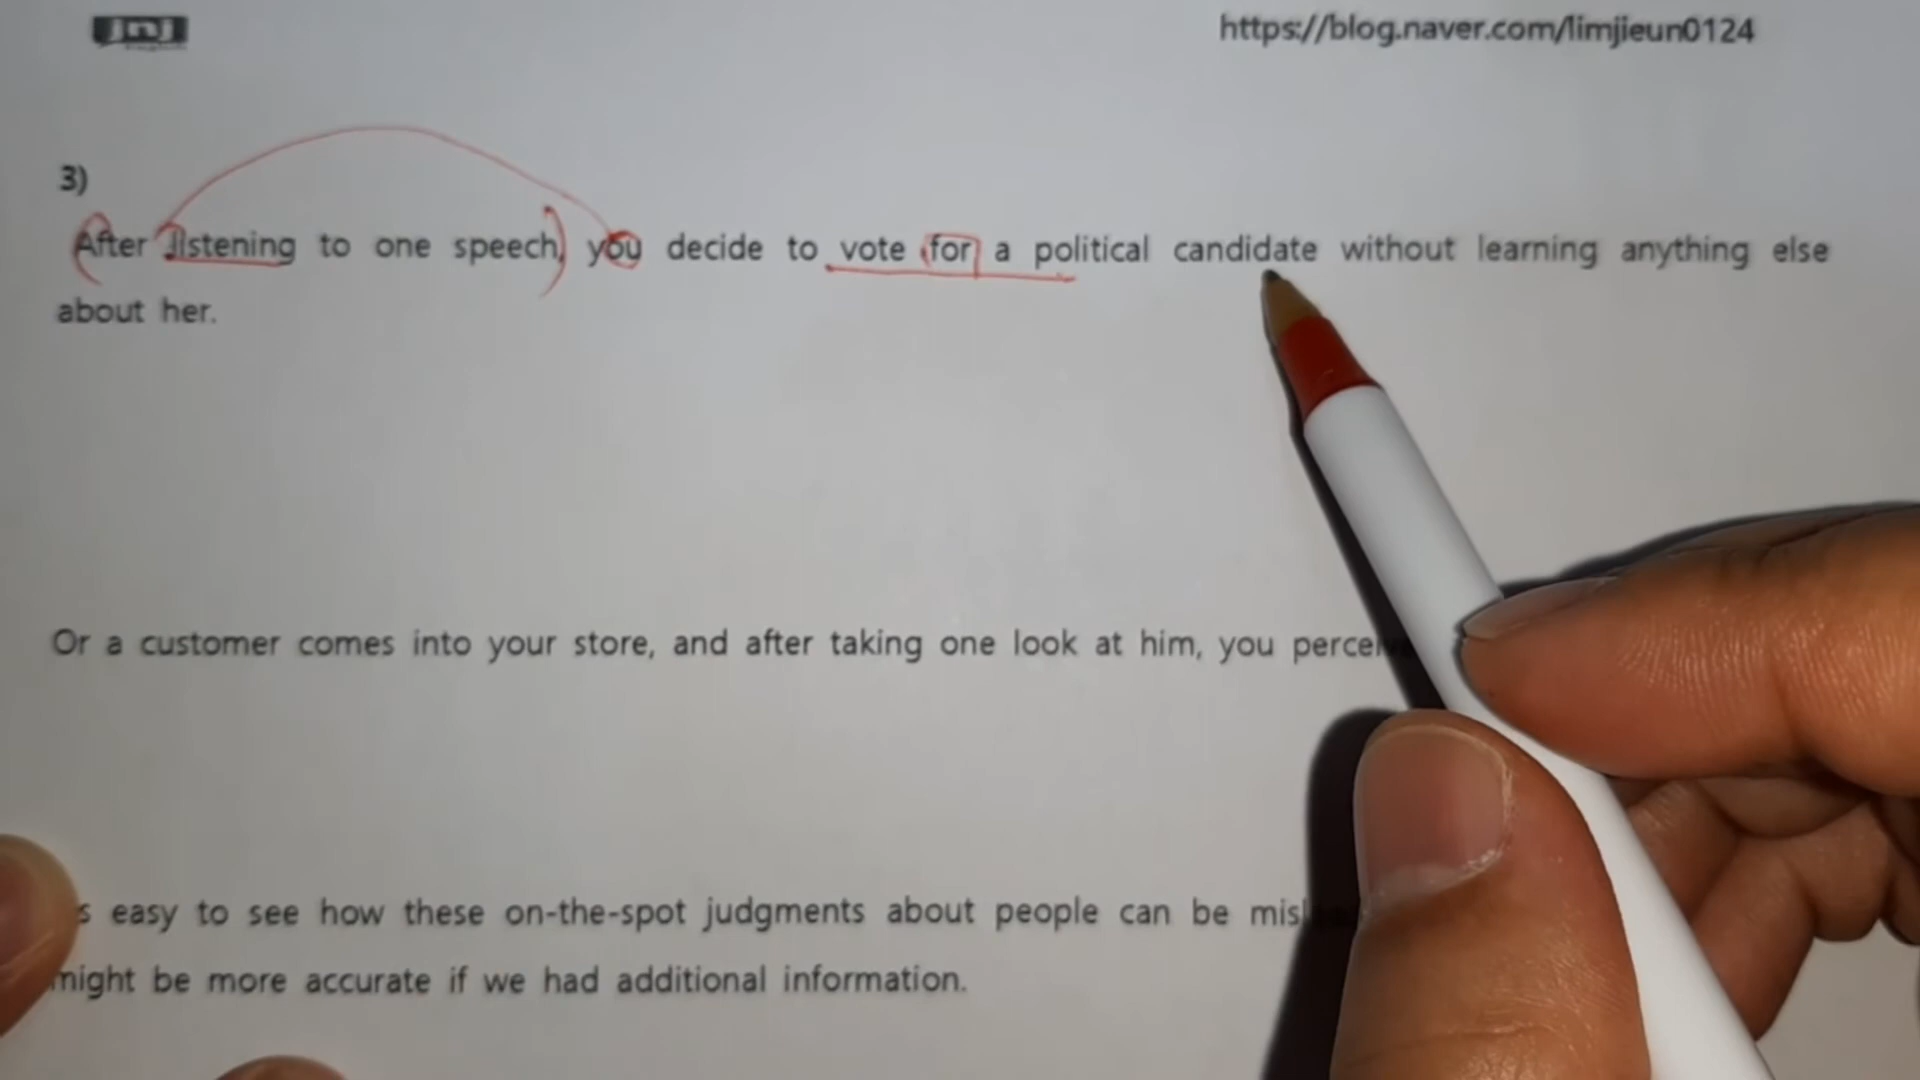 jnj
https://blog.naver.com/limjieun0124
3)
After listening to one speech, you decide to vote for a political candidate without learning anything else
about her.
Or a customer comes into your store, and after taking one look at him, you
easy to see how these on-the-spot judgments about people can be
might be more accurate if we had additional information.